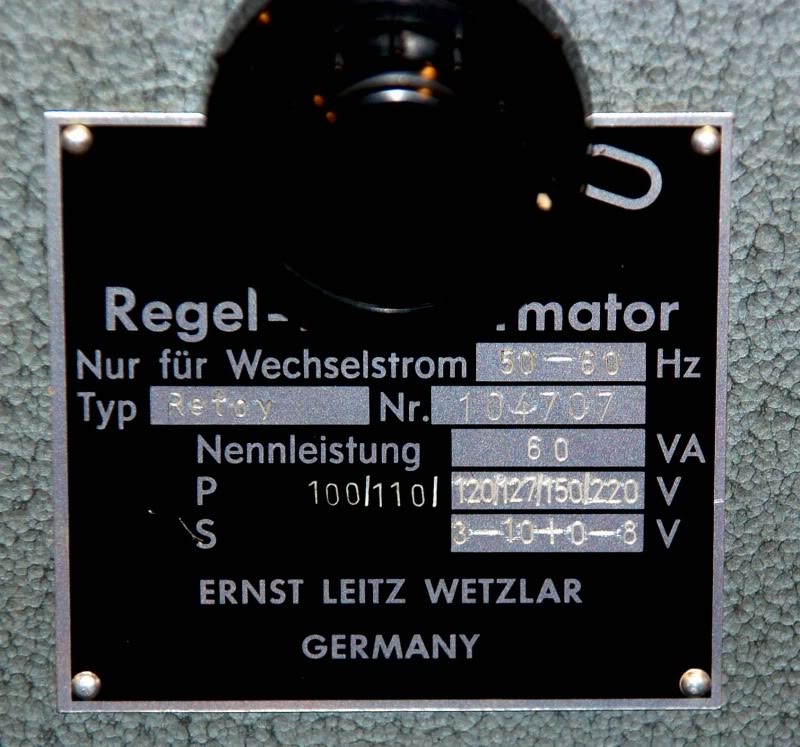 Regel- mator
Nur für Wechselstrom 50-60 Hz
Typ Retoy Nr. 104707
Nennleistung 60 VA
P 100/110/120/127/150/220 V
S 3-10+0-8 V
ERNST LEITZ WETZLAR
GERMANY